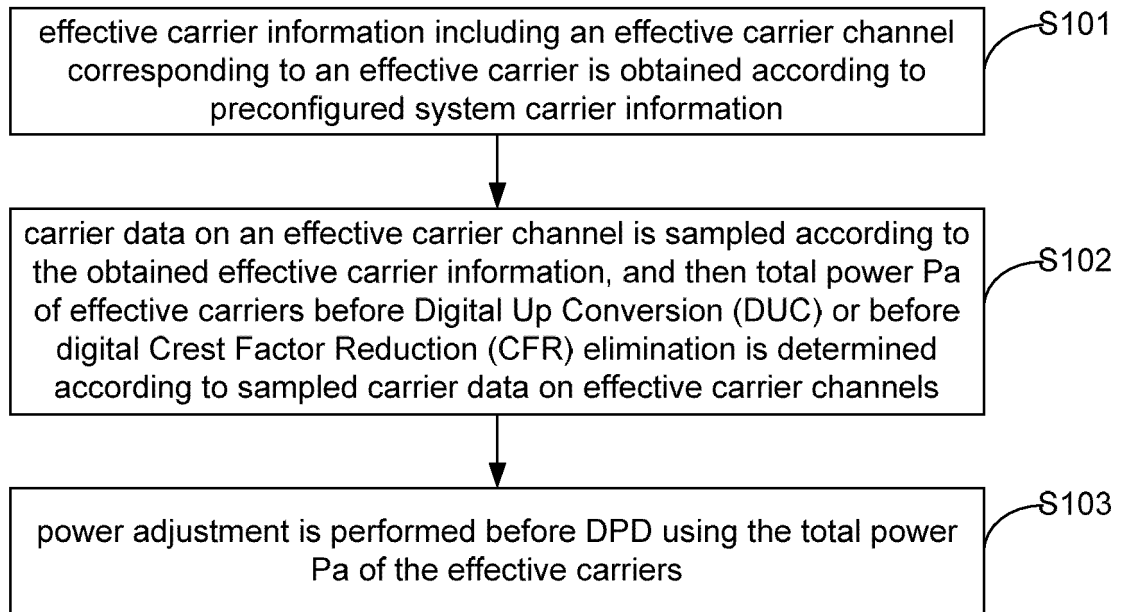 effective carrier information including an effective carrier channel
corresponding to an effective carrier is obtained according to
preconfigured system carrier information
S101
carrier data on an effective carrier channel is sampled according to
the obtained effective carrier information, and then total power Pa
of effective carriers before Digital Up Conversion (DUC) or before
digital Crest Factor Reduction (CFR) elimination is determined
according to sampled carrier data on effective carrier channels
S102
power adjustment is performed before DPD using the total power
Pa of the effective carriers
S103